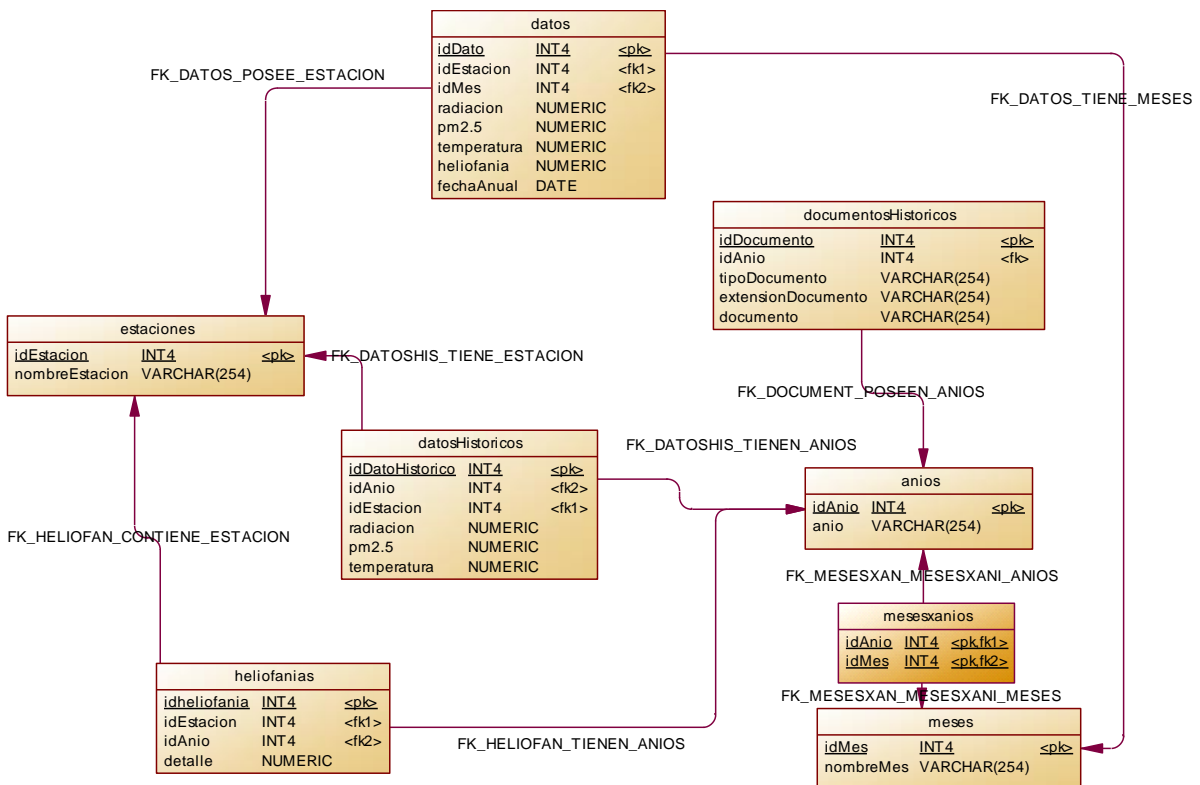 datos
idDato INT4 <pk>
idEstacion INT4 <fk1>
idMes INT4 <fk2>
radiacion NUMERIC
pm2.5 NUMERIC
temperatura NUMERIC
heliofania NUMERIC
fechaAnual DATE
FK_DATOS_POSEE_ESTACION
FK_DATOS_TIENE_MESES
documentosHistoricos
idDocumento INT4 <pk>
idAnio INT4 <fk>
tipoDocumento VARCHAR(254)
extensionDocumento VARCHAR(254)
documento VARCHAR(254)
estaciones
idEstacion INT4 <pk>
nombreEstacion VARCHAR(254)
FK_DATOSHIS_TIENE_ESTACION
FK_DOCUMENT_POSEEN_ANIOS
datosHistoricos
idDatoHistorico INT4 <pk>
idAnio INT4 <fk2>
idEstacion INT4 <fk1>
radiacion NUMERIC
pm2.5 NUMERIC
temperatura NUMERIC
FK_DATOSHIS_TIENEN_ANIOS
anios
idAnio INT4 <pk>
anio VARCHAR(254)
FK_HELIOFAN_CONTIENE_ESTACION
FK_MESESXAN_MESESXANI_ANIOS
mesesxanios
idAnio INT4 <pk,fk1>
idMes INT4 <pk,fk2>
heliofanias
idheliofania INT4 <pk>
idEstacion INT4 <fk1>
idAnio INT4 <fk2>
detalle NUMERIC
FK_MESESXAN_MESESXANI_MESES
FK_HELIOFAN_TIENEN_ANIOS
meses
idMes INT4 <pk>
nombreMes VARCHAR(254)